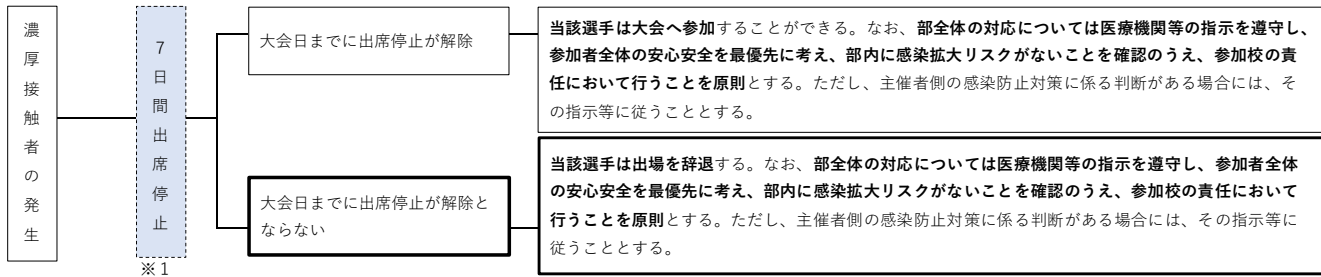 濃厚接触者の発生
7日間出席停止
※1
大会日までに出席停止が解除
当該選手は大会へ参加することができる。なお、部全体の対応については医療機関等の指示を遵守し、
参加者全体の安心安全を最優先に考え、部内に感染拡大リスクがないことを確認のうえ、参加校の責
任において行うことを原則とする。ただし、主催者側の感染防止対策に係る判断がある場合には、そ
の指示等に従うこととする。
大会日までに出席停止が解除と
ならない
当該選手は出場を辞退する。なお、部全体の対応については医療機関等の指示を遵守し、参加者全体
の安心安全を最優先に考え、部内に感染拡大リスクがないことを確認のうえ、参加校の責任において
行うことを原則とする。ただし、主催者側の感染防止対策に係る判断がある場合には、その指示等に
従うこととする。